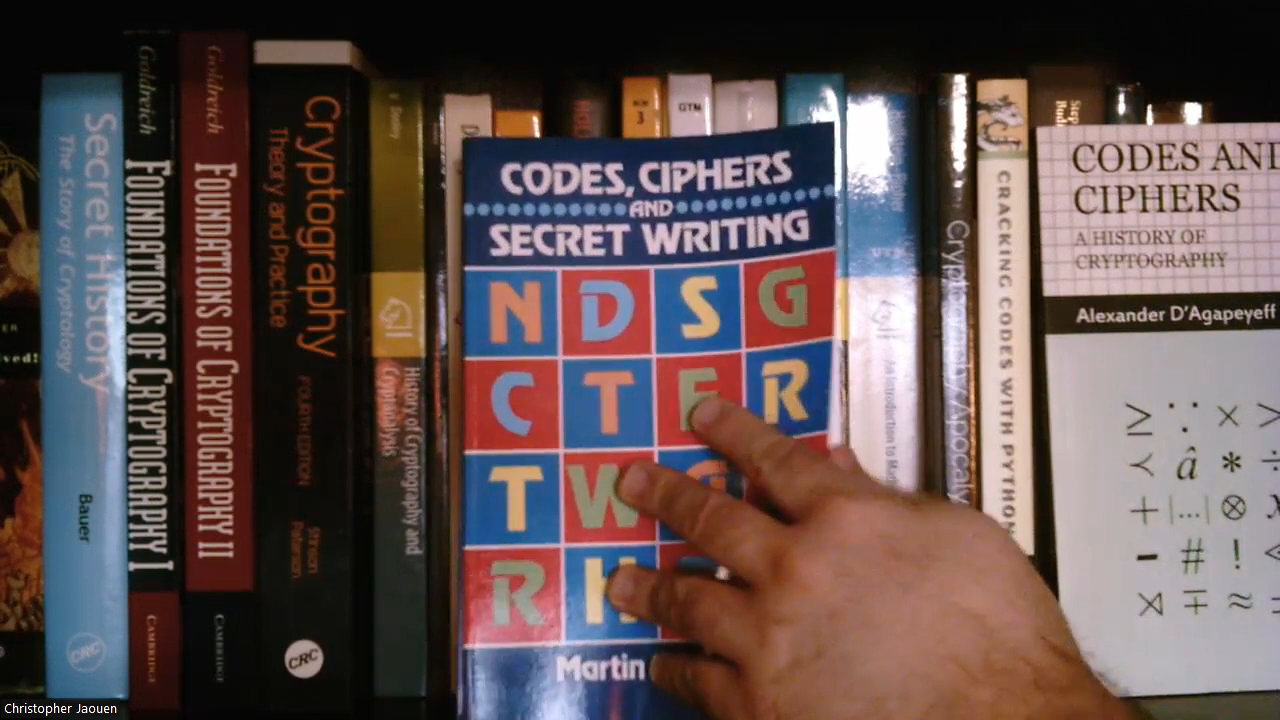 Secret History
The Story of Cryptology
Bauer
CRC
Goldreich
FOUNDATIONS OF CRYPTOGRAPHY I
CAMBRIDGE
Goldreich
FOUNDATIONS OF CRYPTOGRAPHY II
CAMBRIDGE
Cryptography
Theory and Practice
FOURTH EDITION
Stinson
Paterson
CRC
History of Cryptography and
Cryptanalysis
3
GTM
CODES, CIPHERS
AND
SECRET WRITING
N D S G
C T E R
T W G
R H
Martin
UTM
An Introduction to
CRACKING CODES WITH PYTHON
CODES AND
CIPHERS
A HISTORY OF
CRYPTOGRAPHY
Alexander D'Agapeyeff
≥ ∴ × >
≺ â * ÷
+ |...| ⊗
- # ! <
∓ ≈
Christopher Jaouen